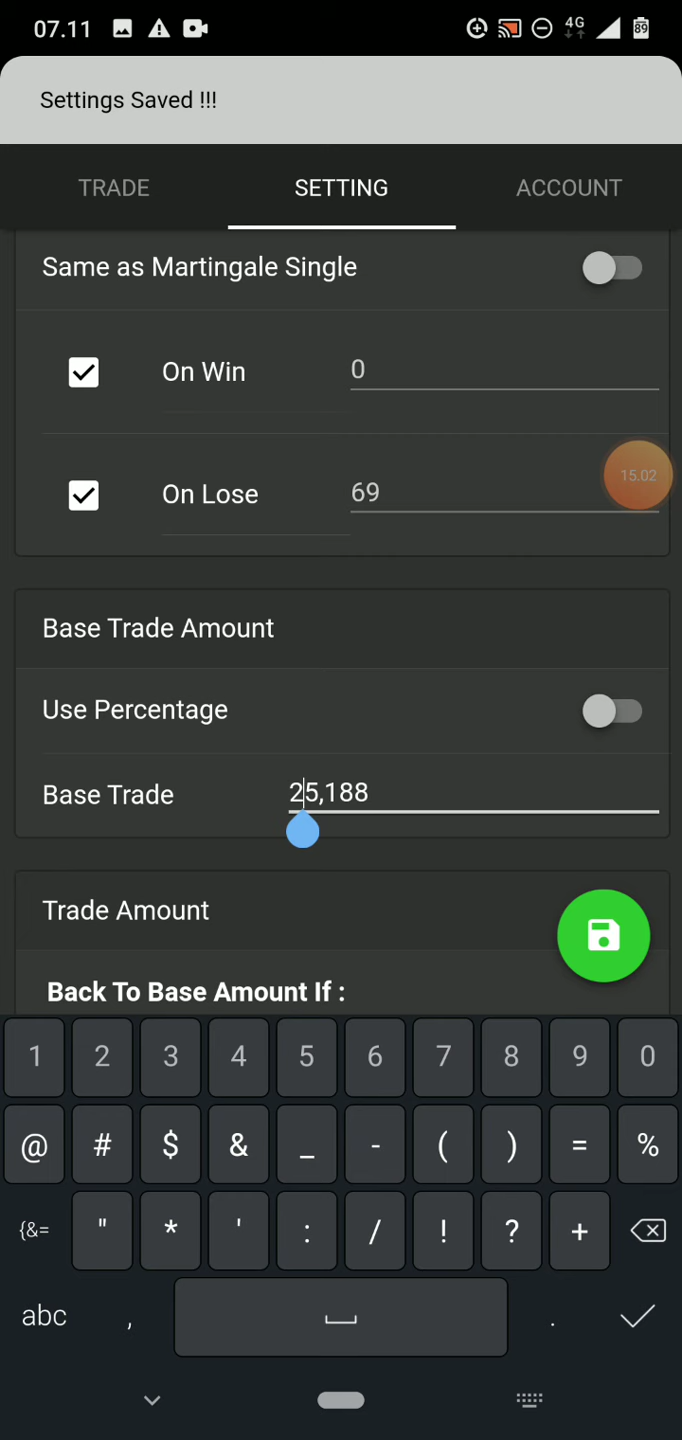 07.11
4G
89
Settings Saved !!!
TRADE SETTING ACCOUNT
Same as Martingale Single
On Win 0
15.02
On Lose 69
Base Trade Amount
Use Percentage
Base Trade 25,188
Trade Amount
Back To Base Amount If :
1 2 3 4 5 6 7 8 9 0
@ # $ & _ - ( ) = %
{&= " * ' : / ! ? +
abc , .